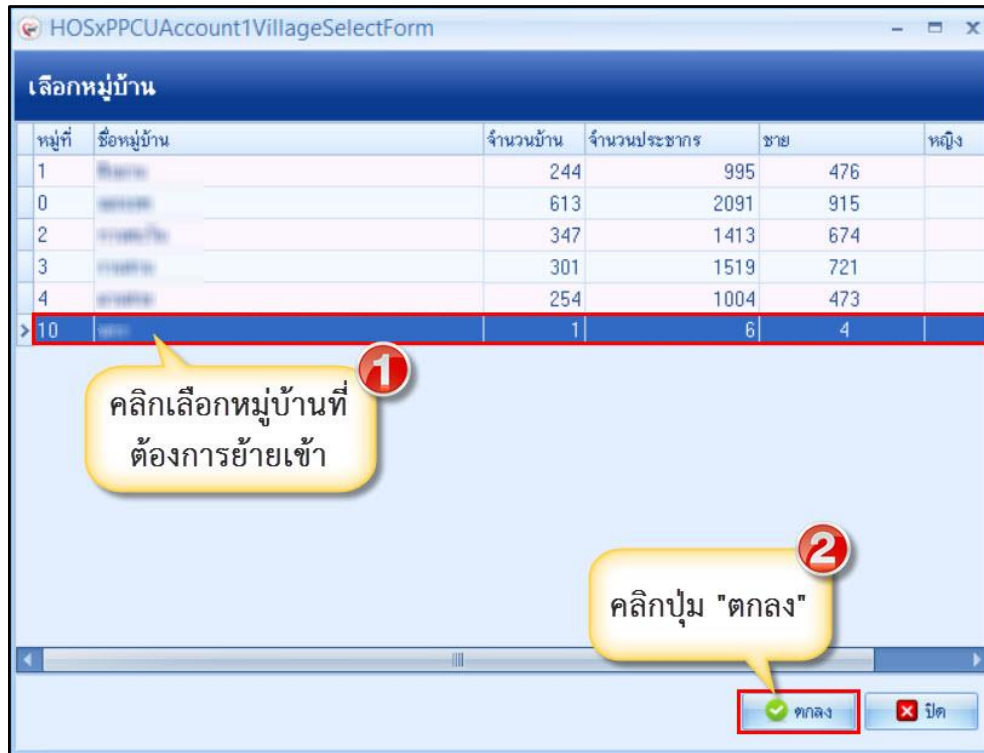 HOSxPPCUAccount1VillageSelectForm
เลือกหมู่บ้าน
หมู่ที่ ชื่อหมู่บ้าน จำนวนบ้าน จำนวนประชากร ชาย หญิง
1 244 995 476
0 613 2091 915
2 347 1413 674
3 301 1519 721
4 254 1004 473
10 1 6 4
1
คลิกเลือกหมู่บ้านที่
ต้องการย้ายเข้า
2
คลิกปุ่ม "ตกลง"
ตกลง ปิด